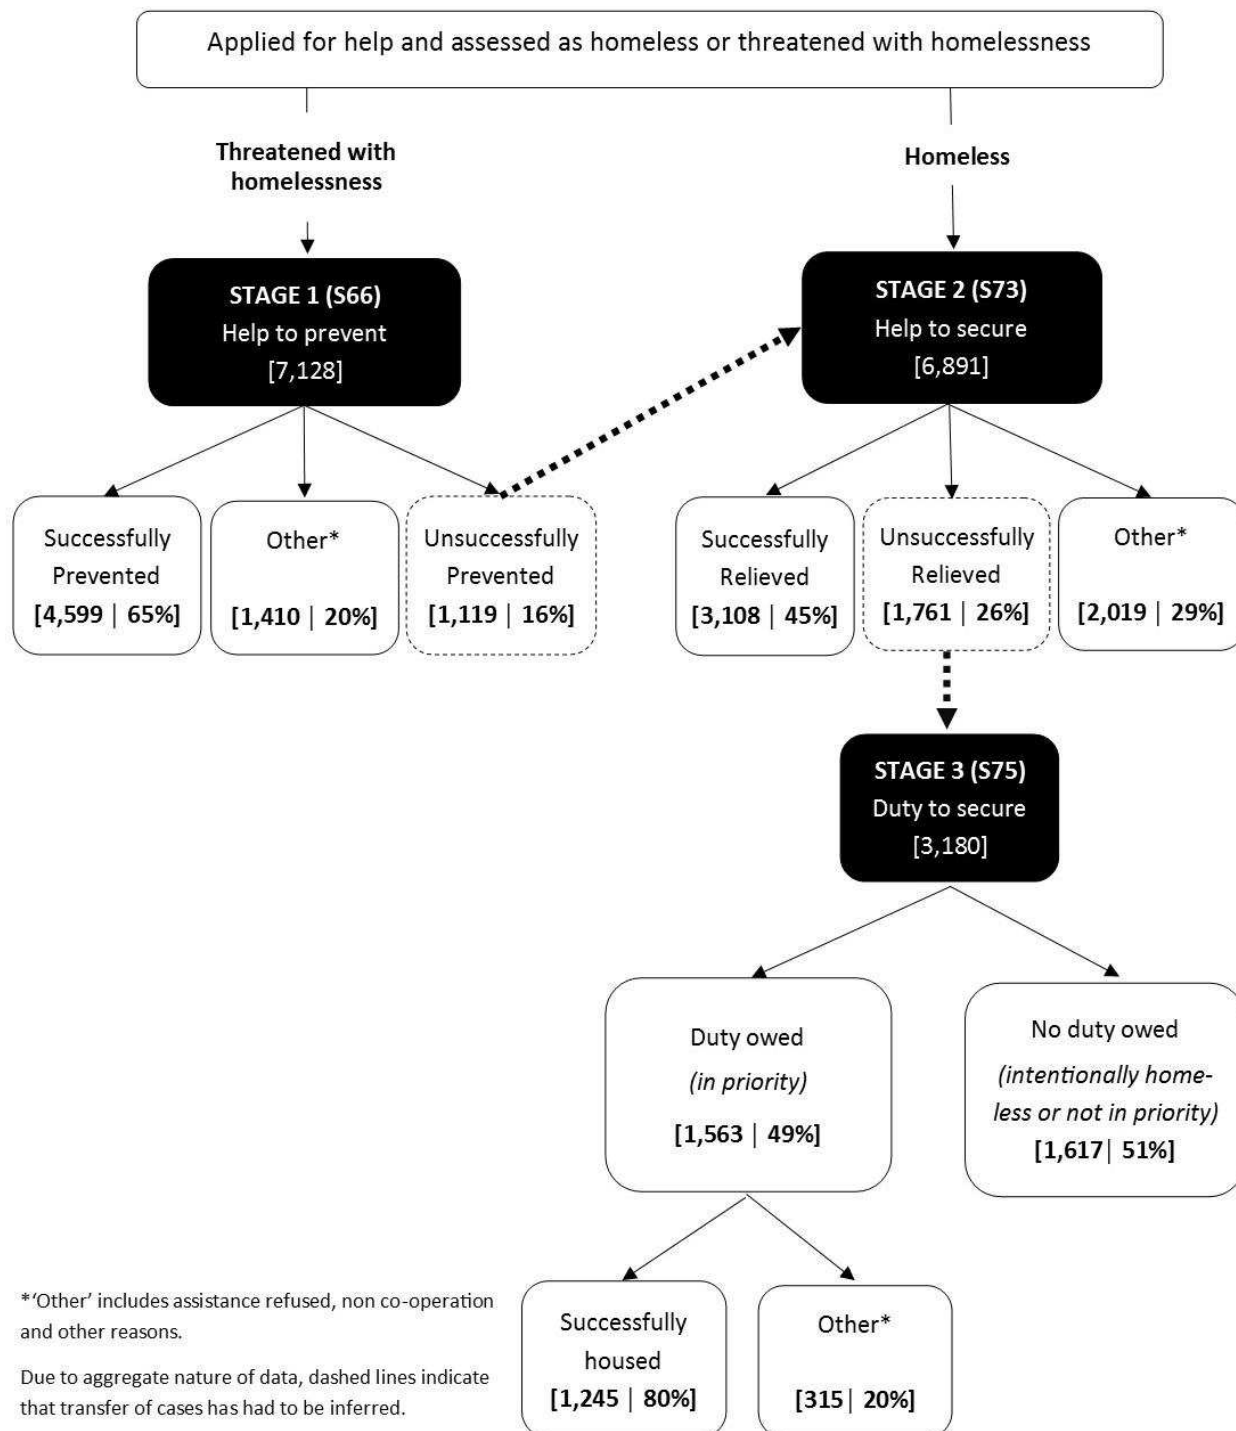 Applied for help and assessed as homeless or threatened with homelessness
Threatened with
homelessness
Homeless
STAGE 1 (S66)
Help to prevent
[7,128]
STAGE 2 (S73)
Help to secure
[6,891]
Successfully
Prevented
[4,599 | 65%]
Other*
[1,410 | 20%]
Unsuccessfully
Prevented
[1,119 | 16%]
Successfully
Relieved
[3,108 | 45%]
Unsuccessfully
Relieved
[1,761 | 26%]
Other*
[2,019 | 29%]
STAGE 3 (S75)
Duty to secure
[3,180]
Duty owed
(in priority)
[1,563 | 49%]
No duty owed
(intentionally home-
less or not in priority)
[1,617| 51%]
Successfully
housed
[1,245 | 80%]
Other*
[315| 20%]
*‘Other’ includes assistance refused, non co-operation
and other reasons.
Due to aggregate nature of data, dashed lines indicate
that transfer of cases has had to be inferred.